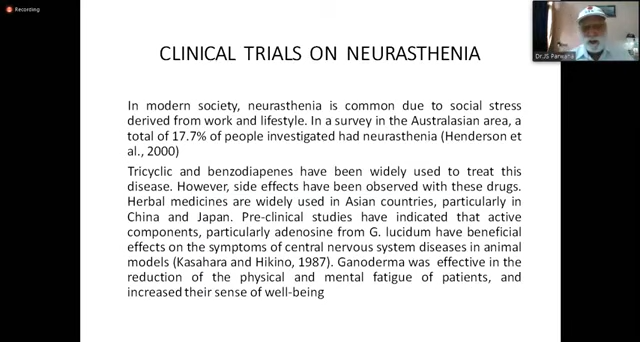 Recording
CLINICAL TRIALS ON NEURASTHENIA
Dr.JS Parwana
In modern society, neurasthenia is common due to social stress
derived from work and lifestyle. In a survey in the Australasian area, a
total of 17.7% of people investigated had neurasthenia (Henderson et
al., 2000)
Tricyclic and benzodiapenes have been widely used to treat this
disease. However, side effects have been observed with these drugs.
Herbal medicines are widely used in Asian countries, particularly in
China and Japan. Pre-clinical studies have indicated that active
components, particularly adenosine from G. lucidum have beneficial
effects on the symptoms of central nervous system diseases in animal
models (Kasahara and Hikino, 1987). Ganoderma was effective in the
reduction of the physical and mental fatigue of patients, and
increased their sense of well-being